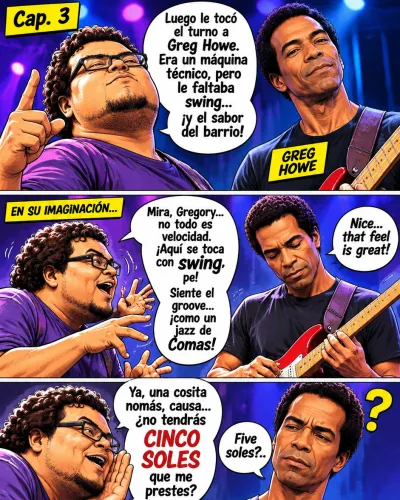 Cap. 3
Luego le tocó
el turno a
Greg Howe.
Era un máquina
técnico, pero
le faltaba
swing...
¡y el sabor
del barrio!
GREG
HOWE
EN SU IMAGINACIÓN...
Mira, Gregory...
no todo es
velocidad.
¡Aquí se toca
con swing,
pe!
Siente el
groove...
¡como un
jazz de
Comas!
Nice...
that feel
is great!
Ya, una cosita
nomás, causa...
¿no tendrás
CINCO
SOLES
que me
prestes?
Five
soles?..
?